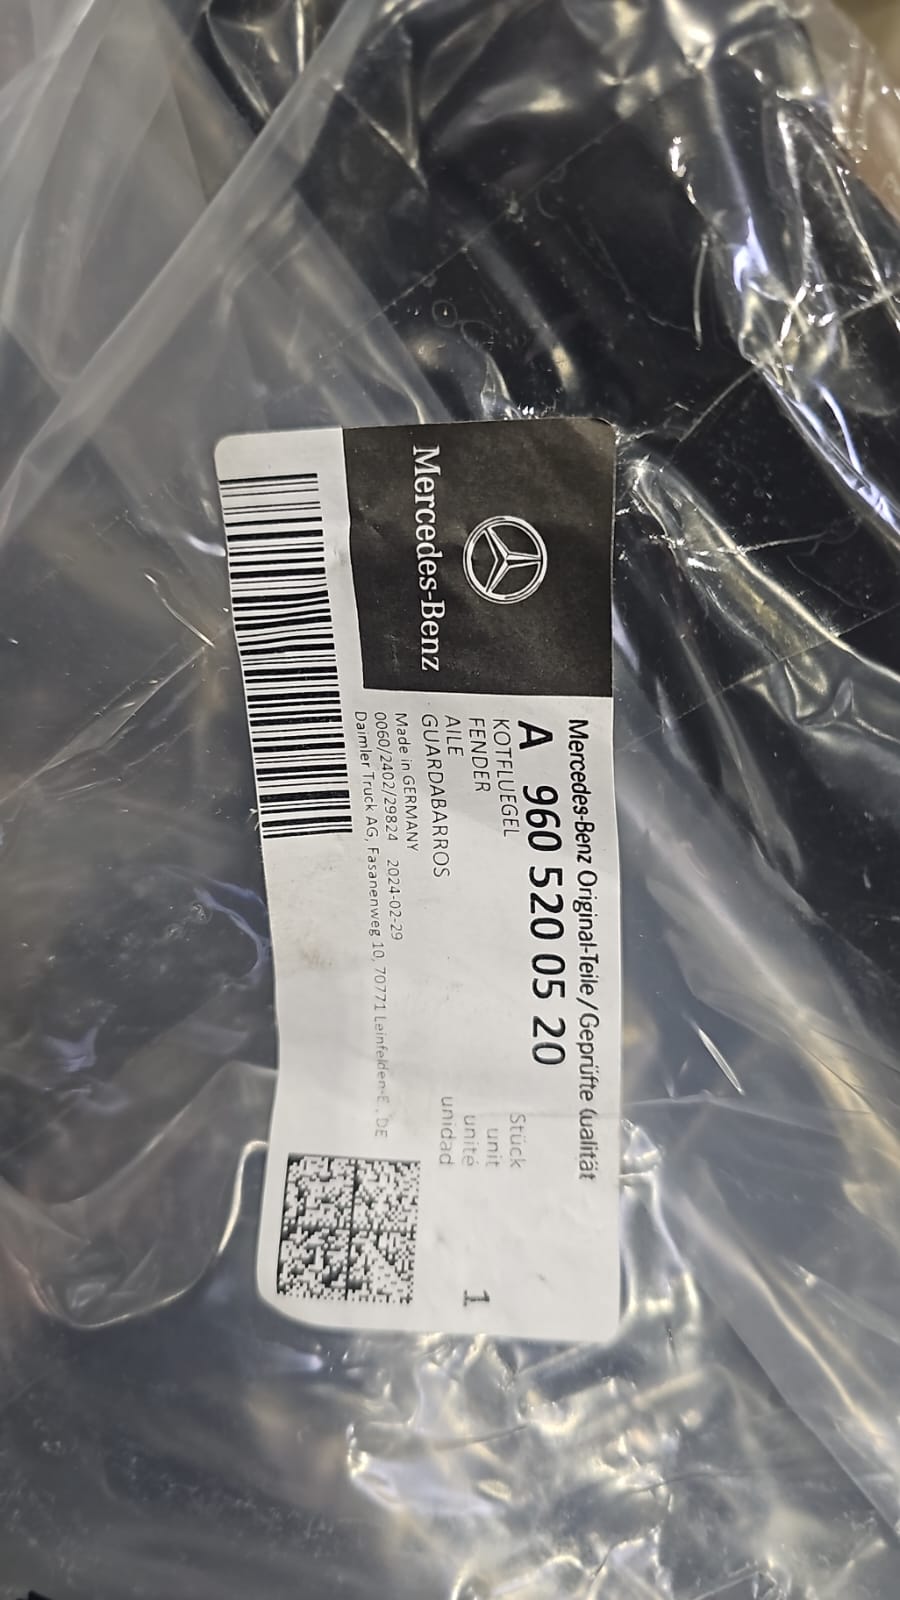 Mercedes-Benz
Mercedes-Benz Original-Teile/Geprüfte Qualität
A 960 520 05 20
KOTFLUEGEL
FENDER
AILE
GUARDABARROS
Stück
unit
unité
unidad
1
Made in GERMANY
0060/2402/29824 2024-02-29
Daimler Truck AG, Fasanenweg 10, 70771 Leinfelden-E., DE